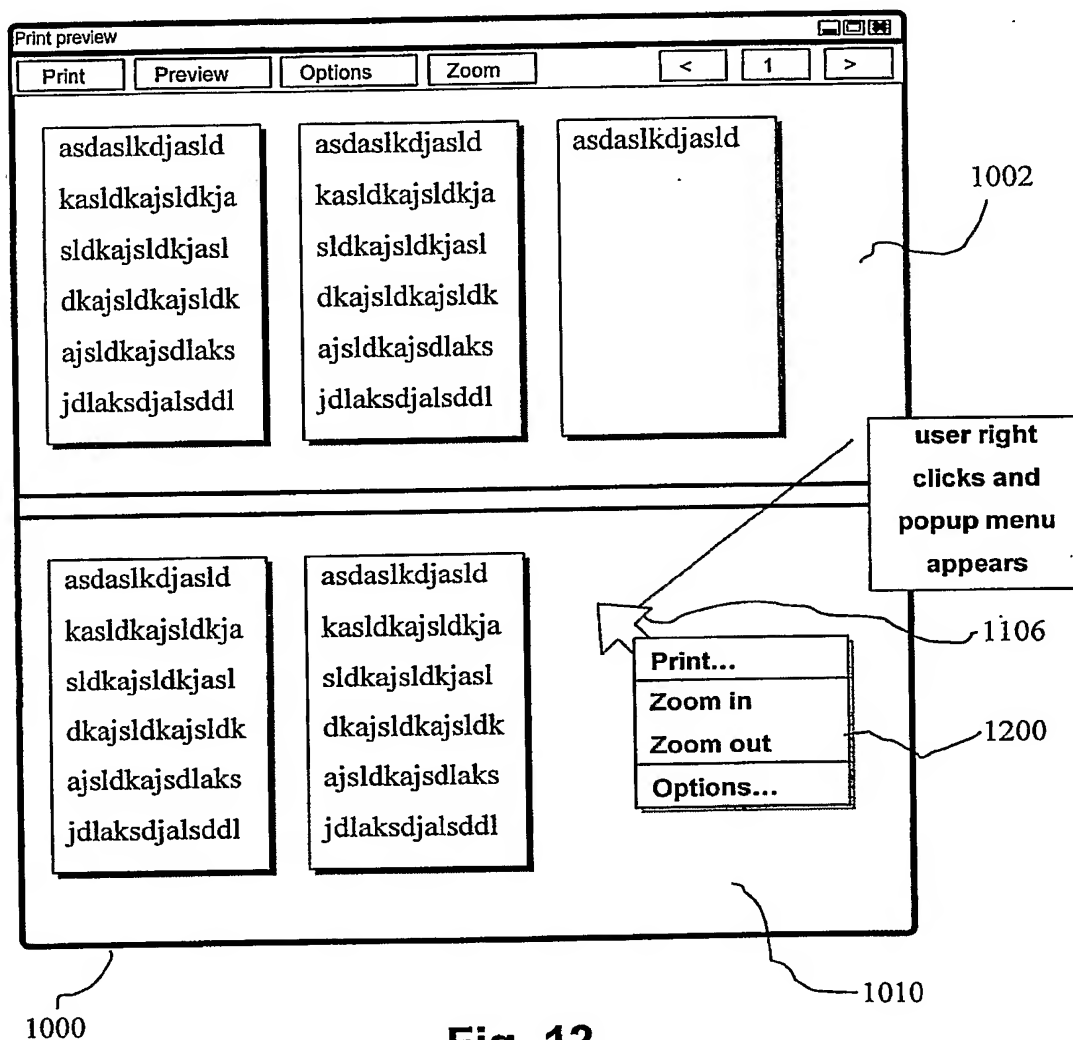 Print preview
Print Preview Options Zoom < 1 >
asdaslkdjasld
kasldkajsldkja
sldkajsldkjasl
dkajsldkajsldk
ajsldkajsdlaks
jdlaksdjalsddl
asdaslkdjasld
kasldkajsldkja
sldkajsldkjasl
dkajsldkajsldk
ajsldkajsdlaks
jdlaksdjalsddl
asdaslkdjasld
1002
user right
clicks and
popup menu
appears
asdaslkdjasld
kasldkajsldkja
sldkajsldkjasl
dkajsldkajsldk
ajsldkajsdlaks
jdlaksdjalsddl
asdaslkdjasld
kasldkajsldkja
sldkajsldkjasl
dkajsldkajsldk
ajsldkajsdlaks
jdlaksdjalsddl
1106
Print...
Zoom in
Zoom out
Options...
1200
1010
1000
Fig. 12